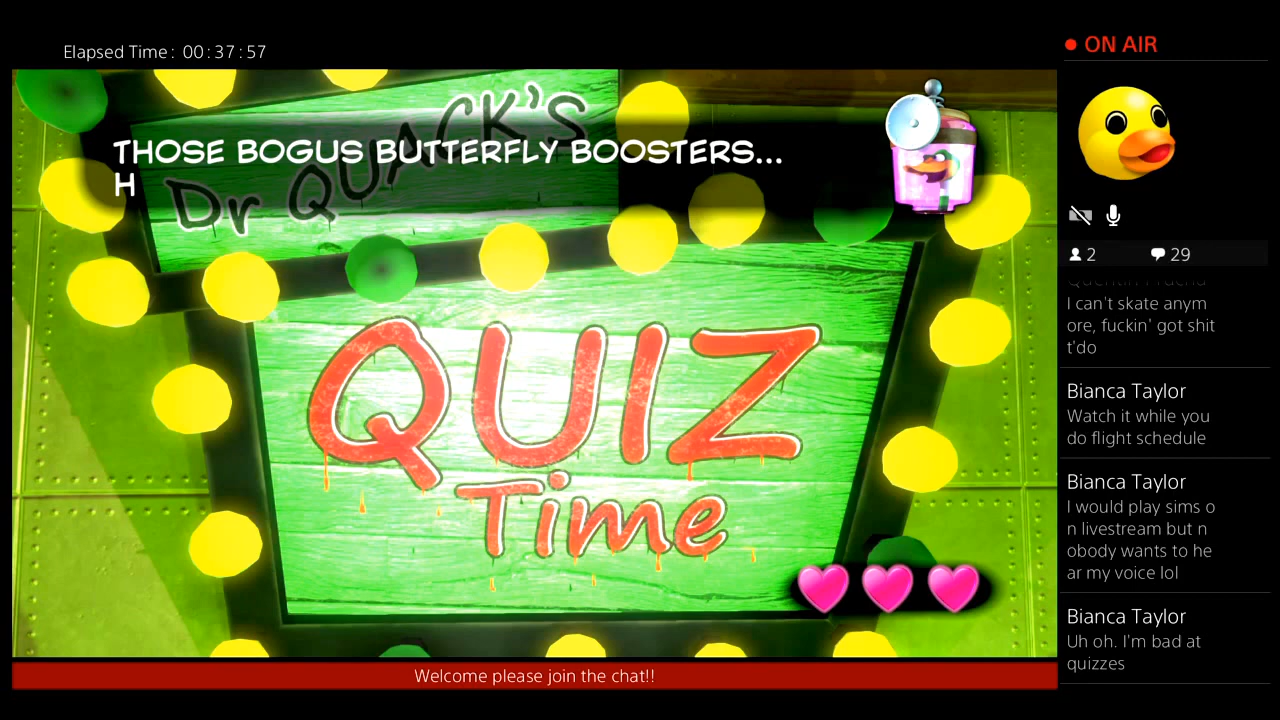 Elapsed Time: 00:37:57
ON AIR
Dr QUACK'S
THOSE BOGUS BUTTERFLY BOOSTERS...
H
QUIZ
Time
2
29
I can't skate anym
ore, fuckin' got shit
t'do
Bianca Taylor
Watch it while you
do flight schedule
Bianca Taylor
I would play sims o
n livestream but n
obody wants to he
ar my voice lol
Bianca Taylor
Uh oh. I'm bad at
quizzes
Welcome please join the chat!!